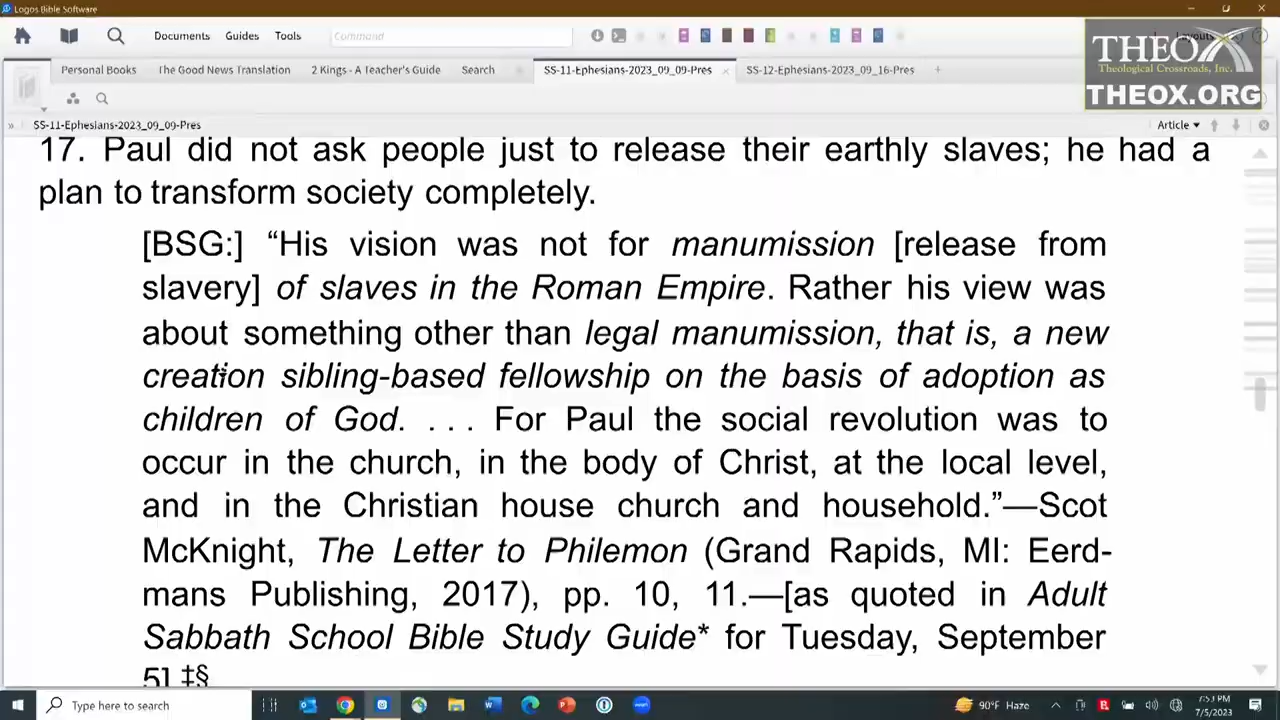 Logos Bible Software
Documents Guides Tools Command Layouts
THEOX
Theological Crossroads, Inc.
THEOX.ORG
Personal Books The Good News Translation 2 Kings - A Teacher's Search SS-11-Ephesians-2023_09_09-Pres SS-12-Ephesians-2023_09_16-Pres
SS-11-Ephesians-2023_09_09-Pres Article
17. Paul did not ask people just to release their earthly slaves; he had a
plan to transform society completely.
[BSG:] “His vision was not for manumission [release from
slavery] of slaves in the Roman Empire. Rather his view was
about something other than legal manumission, that is, a new
creation sibling-based fellowship on the basis of adoption as
children of God. . . . For Paul the social revolution was to
occur in the church, in the body of Christ, at the local level,
and in the Christian house church and household.”—Scot
McKnight, The Letter to Philemon (Grand Rapids, MI: Eerd-
mans Publishing, 2017), pp. 10, 11.—[as quoted in Adult
Sabbath School Bible Study Guide* for Tuesday, September
5].‡§
Type here to search 90°F Haze 7:53 PM
7/5/2023